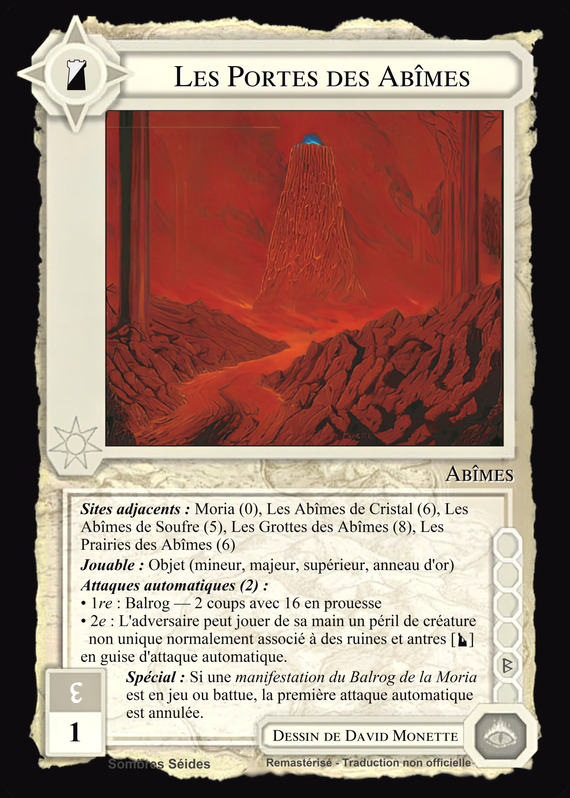 Les Portes des Abîmes
Abîmes
Sites adjacents : Moria (0), Les Abîmes de Cristal (6), Les
Abîmes de Soufre (5), Les Grottes des Abîmes (8), Les
Prairies des Abîmes (6)
Jouable : Objet (mineur, majeur, supérieur, anneau d'or)
Attaques automatiques (2) :
• 1re : Balrog — 2 coups avec 16 en prouesse
• 2e : L'adversaire peut jouer de sa main un péril de créature
non unique normalement associé à des ruines et antres [ ]
en guise d'attaque automatique.
Spécial : Si une manifestation du Balrog de la Moria
est en jeu ou battue, la première attaque automatique
est annulée.
1
Dessin de David Monette
Sombres Séides
Remastérisé - Traduction non officielle